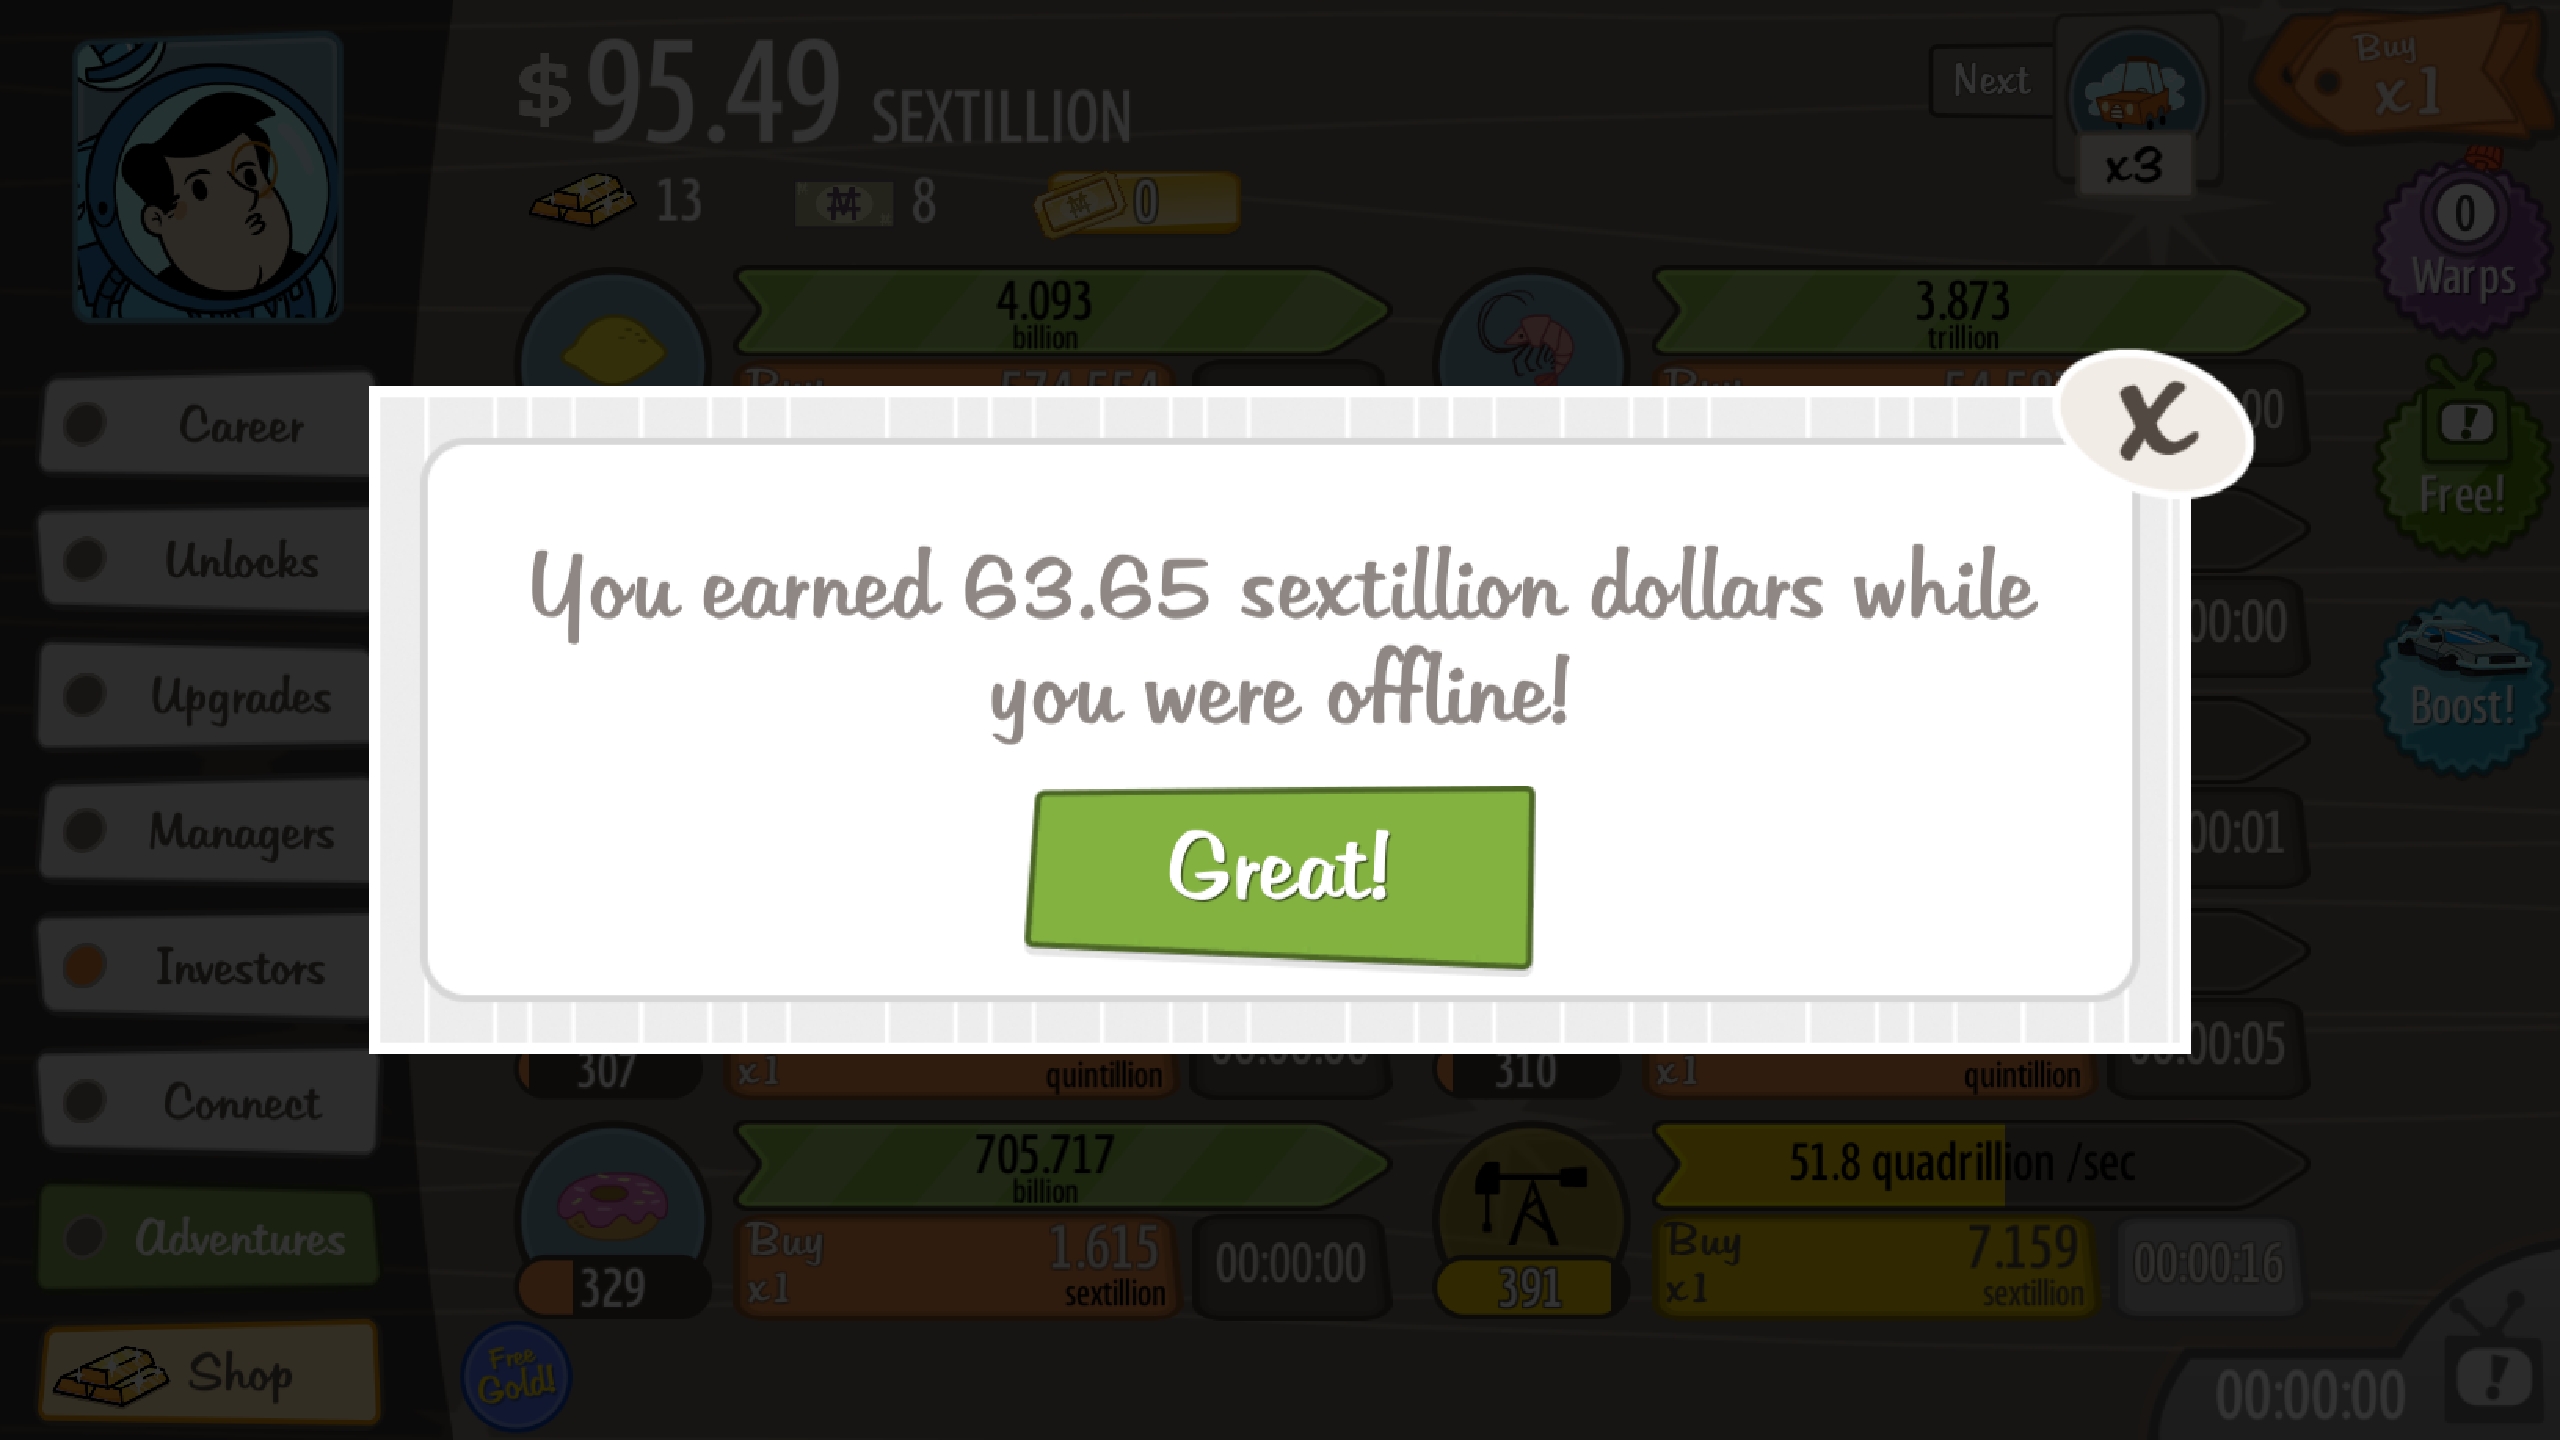 $95.49 SEXTILLION
13
8
0
Next
x3
Buy
x1
0
Warps
Free!
Boost!
Career
Unlocks
Upgrades
Managers
Investors
Connect
Adventures
Shop
4.093
billion
3.873
trillion
X
You earned 63.65 sextillion dollars while
you were offline!
Great!
00
00:00
00:01
00:05
307
x1
quintillion
310
x1
quintillion
705.717
billion
Buy
x1
1.615
sextillion
00:00:00
329
51.8 quadrillion /sec
Buy
x1
7.159
sextillion
00:00:16
391
Free
Gold!
00:00:00